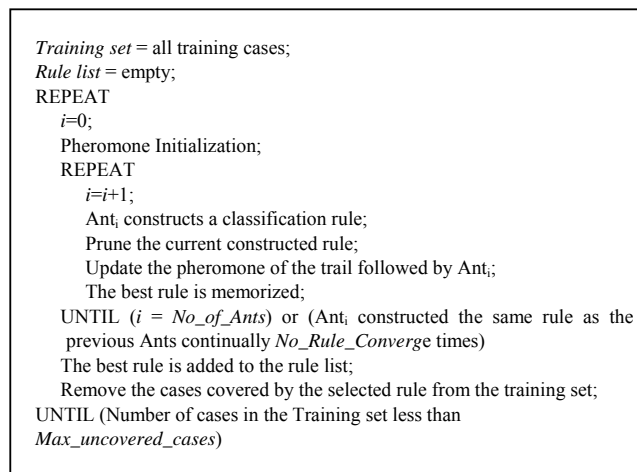 Training set = all training cases;
Rule list = empty;
REPEAT
i=0;
Pheromone Initialization;
REPEAT
i=i+1;
Anti constructs a classification rule;
Prune the current constructed rule;
Update the pheromone of the trail followed by Anti;
The best rule is memorized;
UNTIL (i = No_of_Ants) or (Anti constructed the same rule as the
previous Ants continually No_Rule_Converge times)
The best rule is added to the rule list;
Remove the cases covered by the selected rule from the training set;
UNTIL (Number of cases in the Training set less than
Max_uncovered_cases)